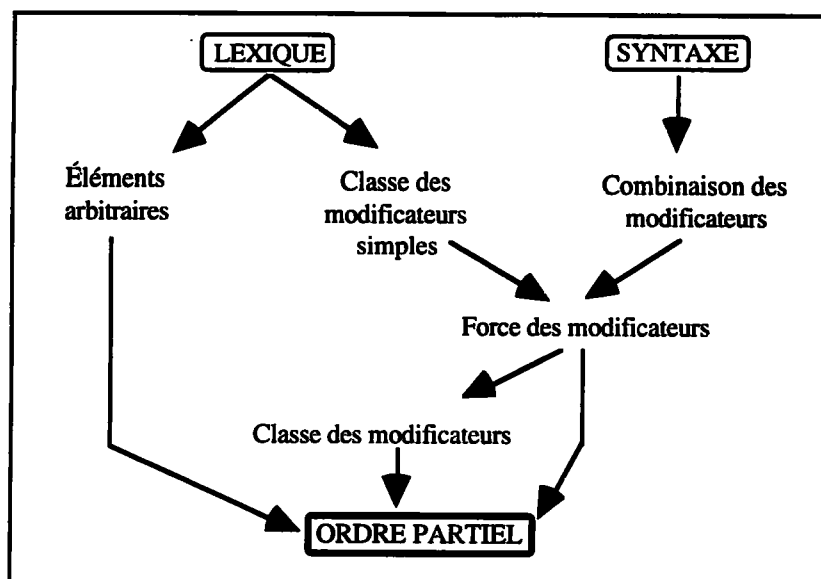 LEXIQUE
SYNTAXE
Éléments
arbitraires
Classe des
modificateurs
simples
Combinaison des
modificateurs
Force des modificateurs
Classe des modificateurs
ORDRE PARTIEL